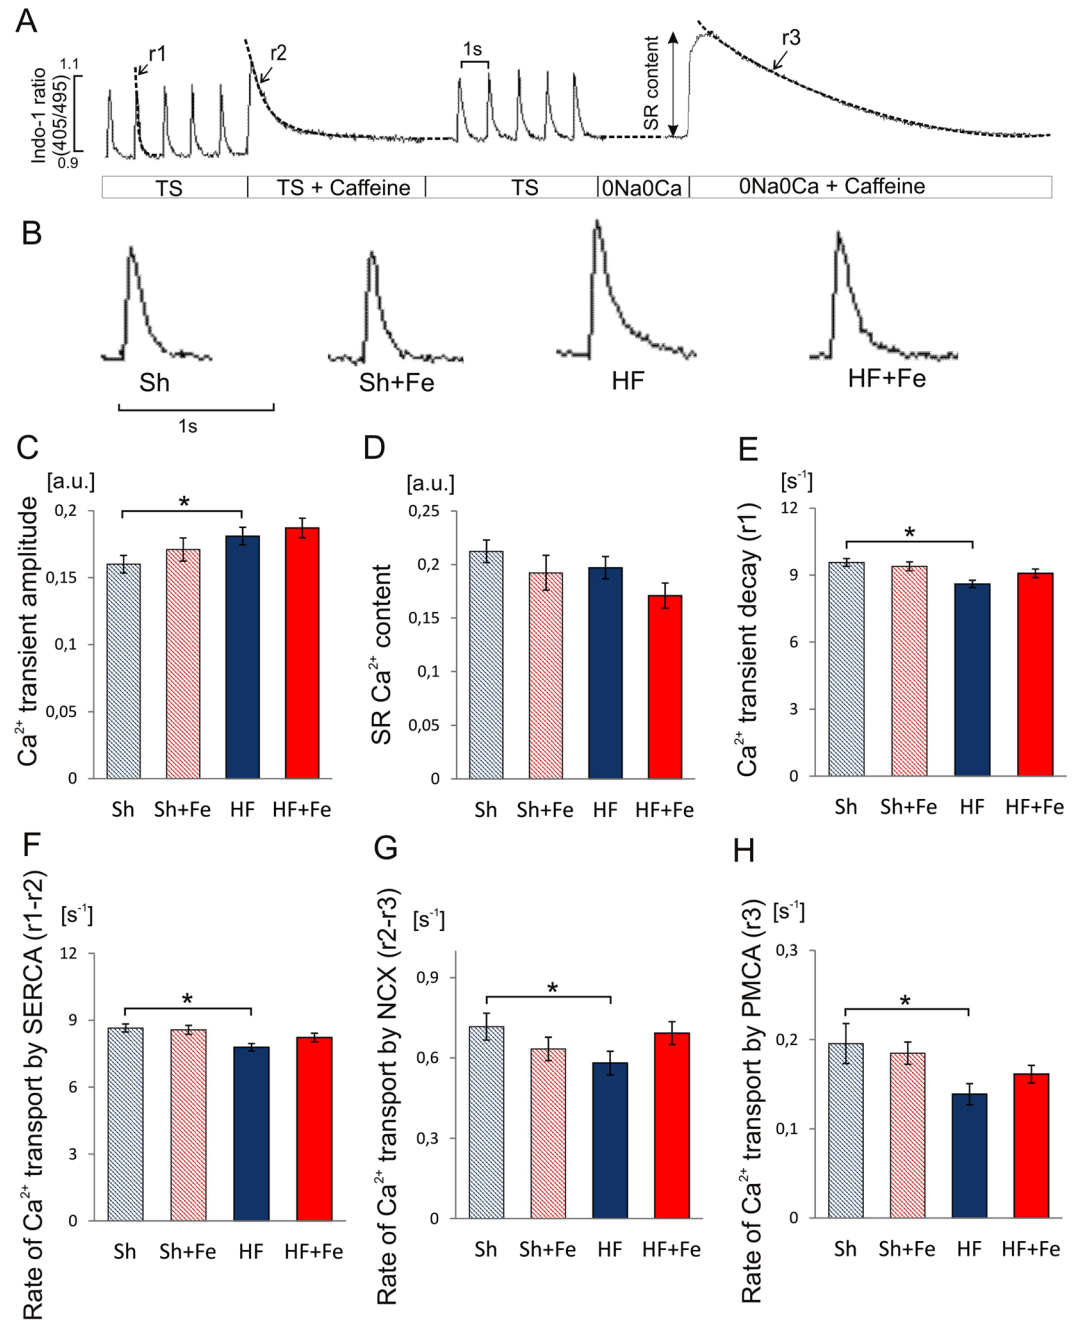 A
r1
r2
1s
SR content
r3
Indo-1 ratio
(405/495)
1.1
0.9
TS
TS + Caffeine
TS
0Na0Ca
0Na0Ca + Caffeine
B
Sh
Sh+Fe
HF
HF+Fe
1s
C
[a.u.]
Ca2+ transient amplitude
0,2
0,15
0,1
0,05
0
*
Sh
Sh+Fe
HF
HF+Fe
D
[a.u.]
SR Ca2+ content
0,25
0,2
0,15
0,1
0,05
0
Sh
Sh+Fe
HF
HF+Fe
E
[s-1]
Ca2+ transient decay (r1)
12
9
6
3
0
*
Sh
Sh+Fe
HF
HF+Fe
F
[s-1]
Rate of Ca2+ transport by SERCA (r1-r2)
12
9
6
3
0
*
Sh
Sh+Fe
HF
HF+Fe
G
[s-1]
Rate of Ca2+ transport by NCX (r2-r3)
0,9
0,6
0,3
0
*
Sh
Sh+Fe
HF
HF+Fe
H
[s-1]
Rate of Ca2+ transport by PMCA (r3)
0,3
0,2
0,1
0
*
Sh
Sh+Fe
HF
HF+Fe